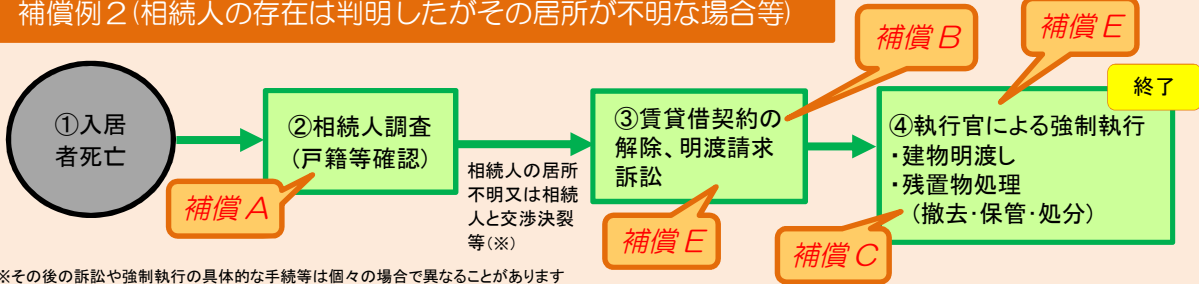 補償例２(相続人の存在は判明したがその居所が不明な場合等)
補償Ｂ
補償Ｅ
終了
①入居
者死亡
②相続人調査
(戸籍等確認)
補償Ａ
相続人の居所
不明又は相続
人と交渉決裂
等(※)
③賃貸借契約の
解除、明渡請求
訴訟
補償Ｅ
④執行官による強制執行
・建物明渡し
・残置物処理
(撤去・保管・処分)
補償Ｃ
※その後の訴訟や強制執行の具体的な手続等は個々の場合で異なることがあります